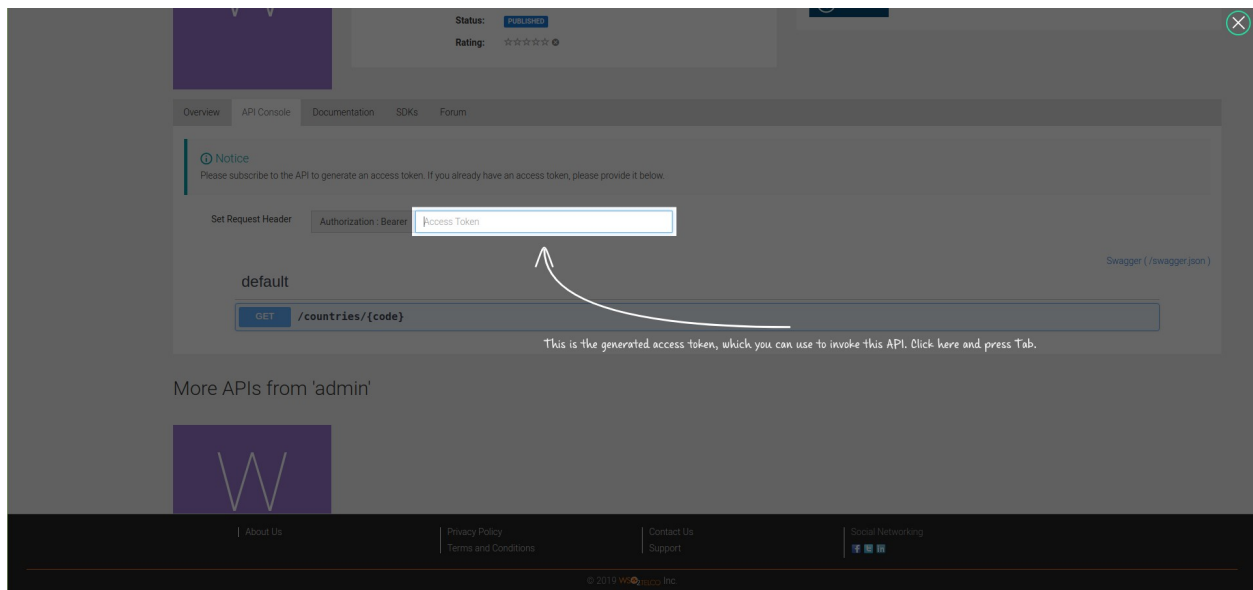 Status: PUBLISHED
Rating:
Overview API Console Documentation SDKs Forum
Notice
Please subscribe to the API to generate an access token. If you already have an access token, please provide it below.
Set Request Header Authorization : Bearer Access Token
Swagger ( /swagger.json )
default
GET /countries/{code}
This is the generated access token, which you can use to invoke this API. Click here and press Tab.
More APIs from 'admin'
W
About Us Privacy Policy Contact Us Social Networking
Terms and Conditions Support
© 2019 Inc.